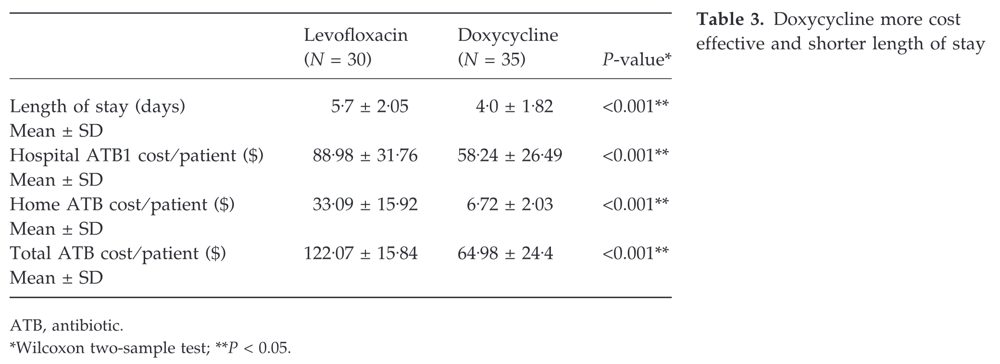 Table 3. Doxycycline more cost
effective and shorter length of stay
Levofloxacin Doxycycline
(N = 30) (N = 35) P-value*
Length of stay (days) 5·7 ± 2·05 4·0 ± 1·82 <0.001**
Mean ± SD
Hospital ATB1 cost/patient ($) 88·98 ± 31·76 58·24 ± 26·49 <0.001**
Mean ± SD
Home ATB cost/patient ($) 33·09 ± 15·92 6·72 ± 2·03 <0.001**
Mean ± SD
Total ATB cost/patient ($) 122·07 ± 15·84 64·98 ± 24·4 <0.001**
Mean ± SD
ATB, antibiotic.
*Wilcoxon two-sample test; **P < 0.05.